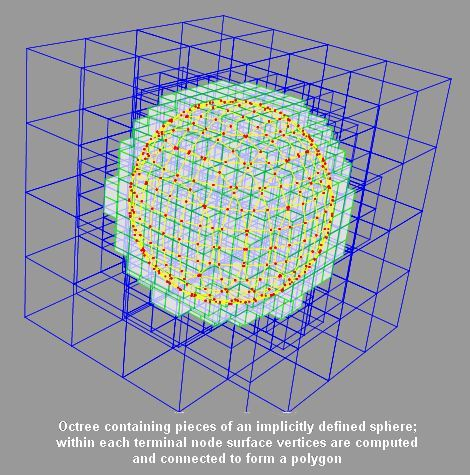 Octree containing pieces of an implicitly defined sphere;
within each terminal node surface vertices are computed
and connected to form a polygon